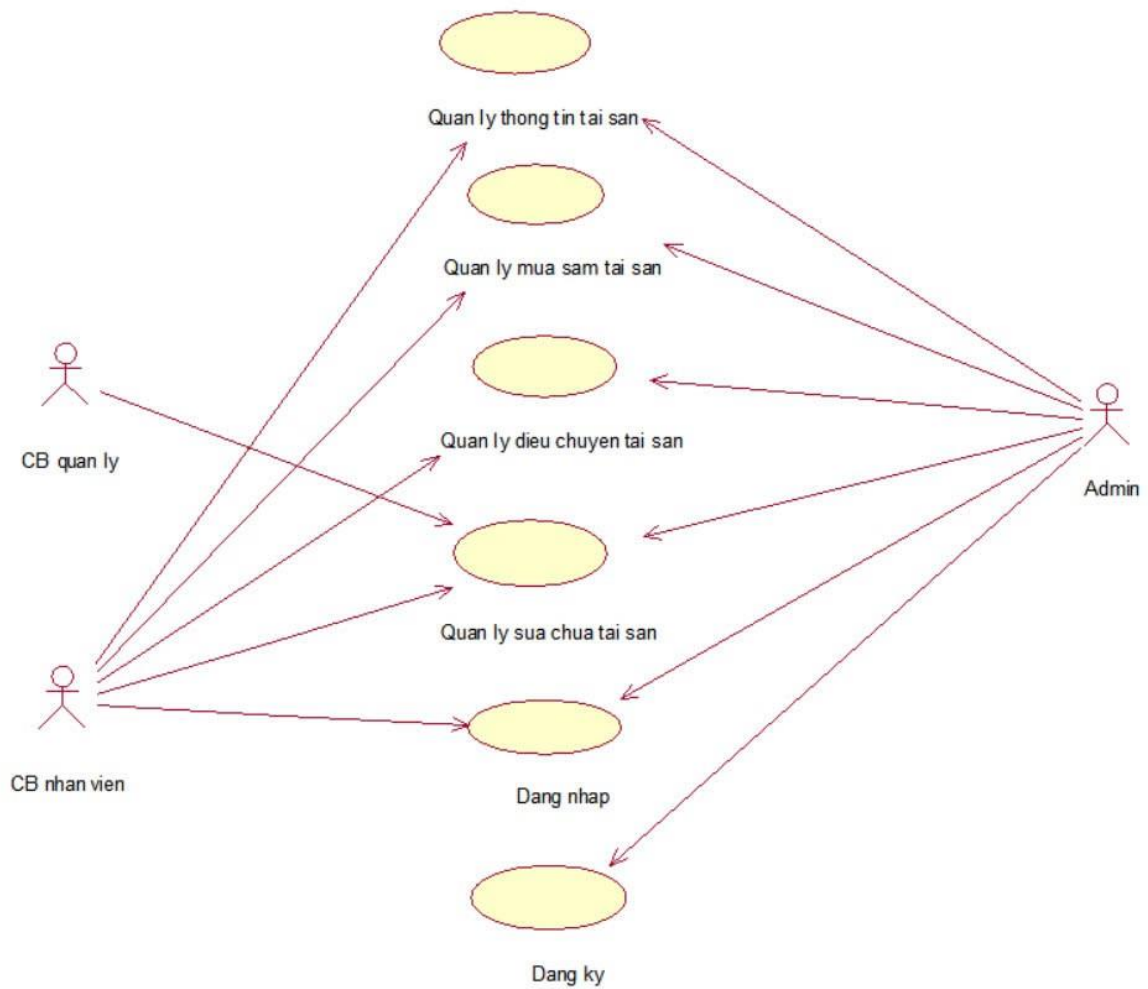 Quan ly thong tin tai san
Quan ly mua sam tai san
CB quan ly
Quan ly dieu chuyen tai san
Admin
Quan ly sua chua tai san
CB nhan vien
Dang nhap
Dang ky